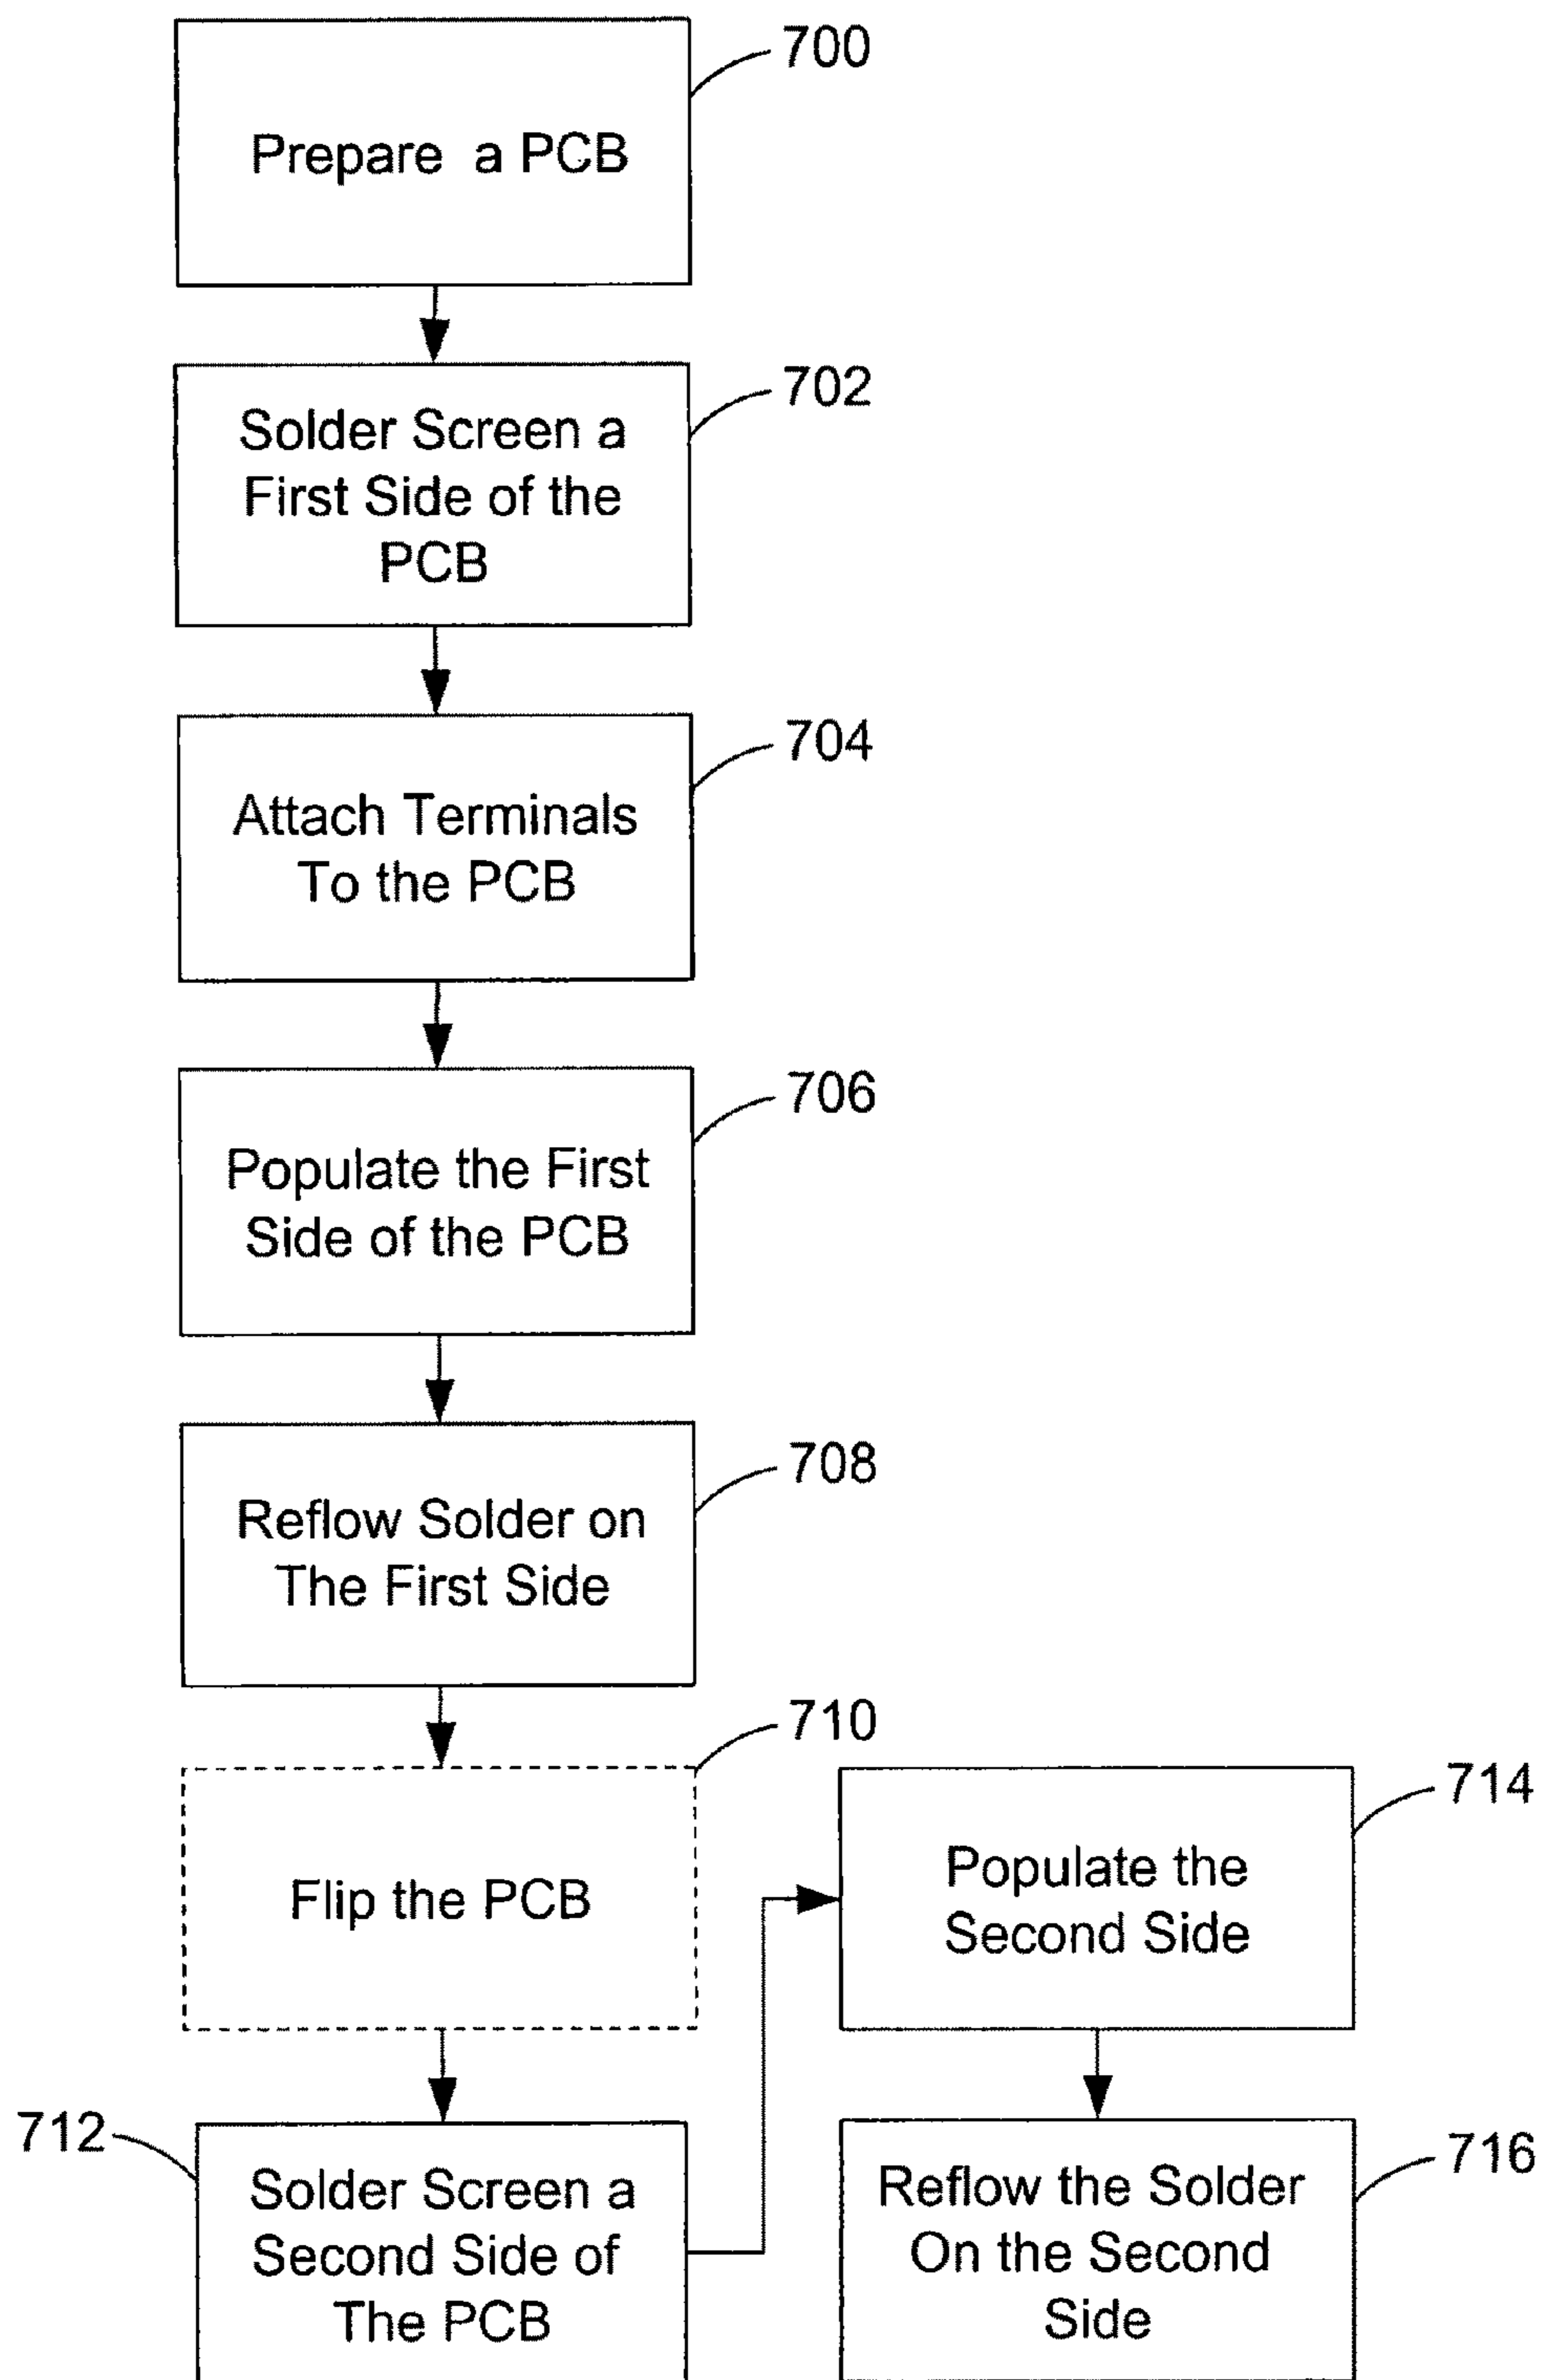 700
Prepare a PCB
702
Solder Screen a
First Side of the
PCB
704
Attach Terminals
To the PCB
706
Populate the First
Side of the PCB
708
Reflow Solder on
The First Side
710
Flip the PCB
712
Solder Screen a
Second Side of
The PCB
714
Populate the
Second Side
716
Reflow the Solder
On the Second
Side